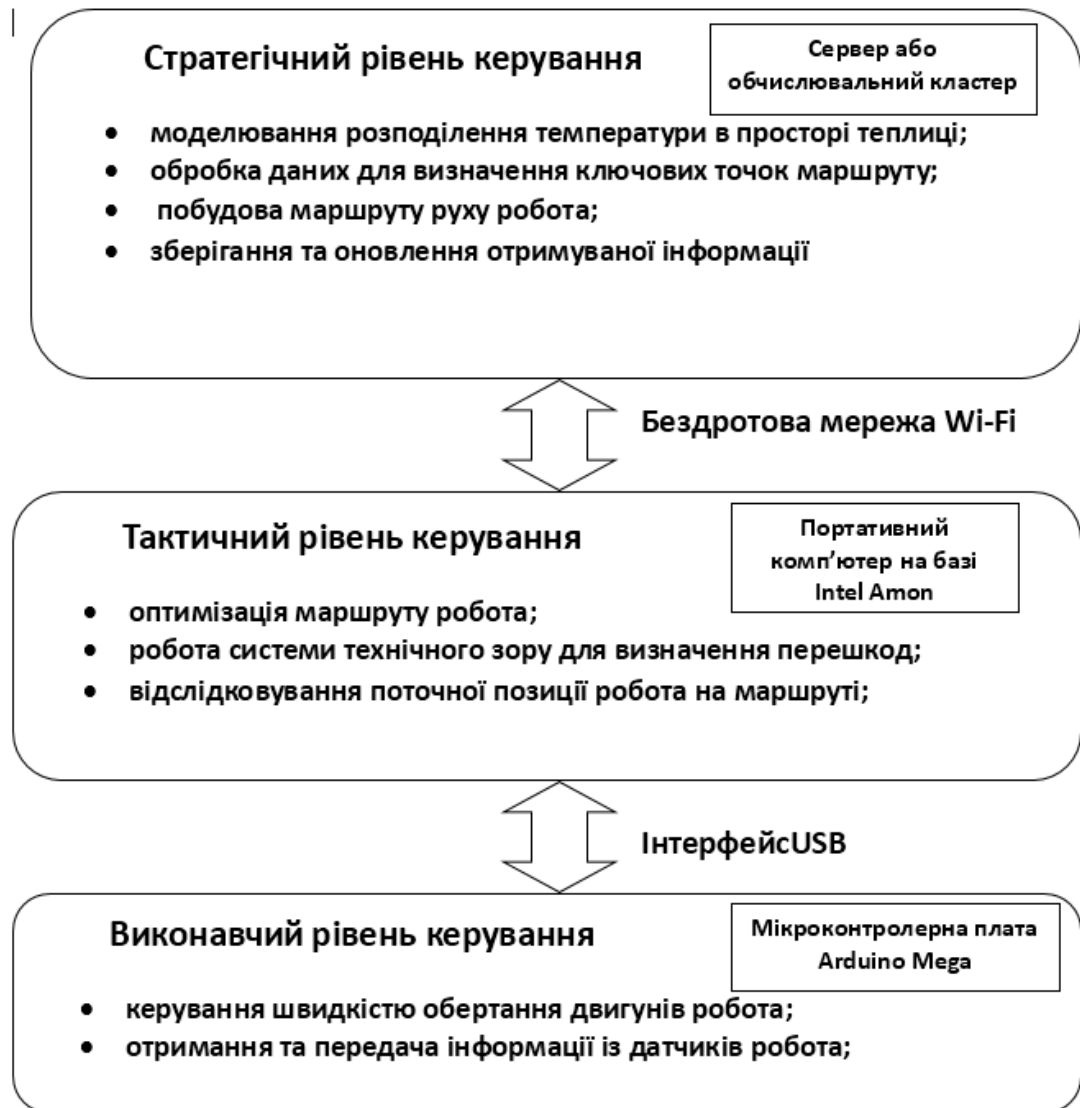 Стратегічний рівень керування
Сервер або
обчислювальний кластер
• моделювання розподілення температури в просторі теплиці;
• обробка даних для визначення ключових точок маршруту;
• побудова маршруту руху робота;
• зберігання та оновлення отримуваної інформації
Бездротова мережа Wi-Fi
Тактичний рівень керування
Портативний
комп’ютер на базі
Intel Amon
• оптимізація маршруту робота;
• робота системи технічного зору для визначення перешкод;
• відслідковування поточної позиції робота на маршруті;
ІнтерфейсUSB
Виконавчий рівень керування
Мікроконтролерна плата
Arduino Mega
• керування швидкістю обертання двигунів робота;
• отримання та передача інформації із датчиків робота;